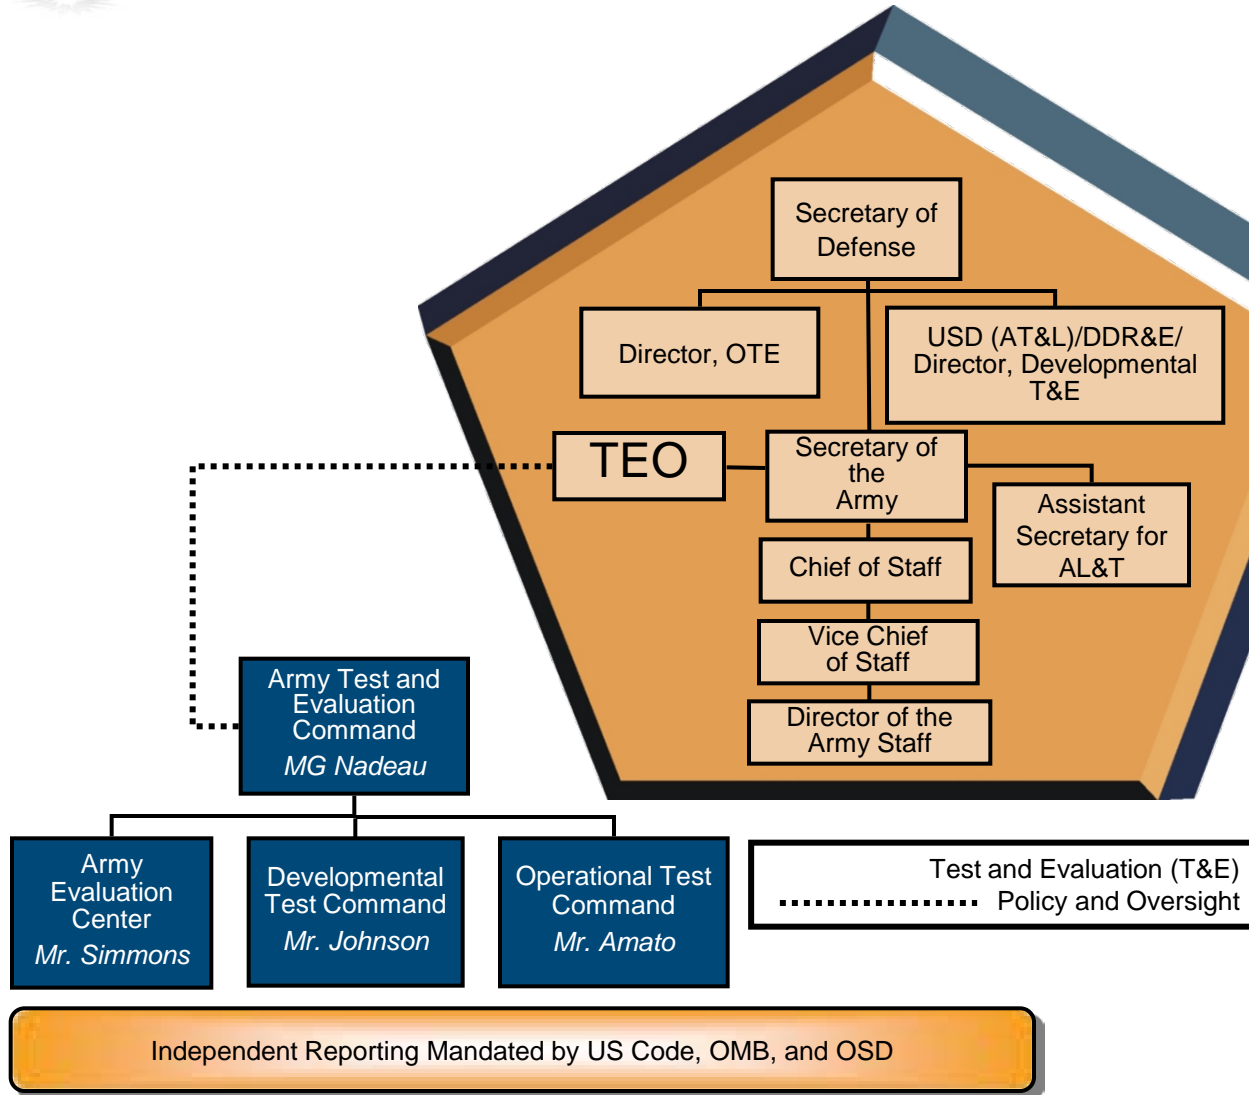 Secretary of
Defense
Director, OTE
USD (AT&L)/DDR&E/
Director, Developmental
T&E
TEO
Secretary of
the
Army
Assistant
Secretary for
AL&T
Chief of Staff
Vice Chief
of Staff
Director of the
Army Staff
Army Test and
Evaluation
Command
MG Nadeau
Army
Evaluation
Center
Mr. Simmons
Developmental
Test Command
Mr. Johnson
Operational Test
Command
Mr. Amato
Test and Evaluation (T&E)
Policy and Oversight
Independent Reporting Mandated by US Code, OMB, and OSD